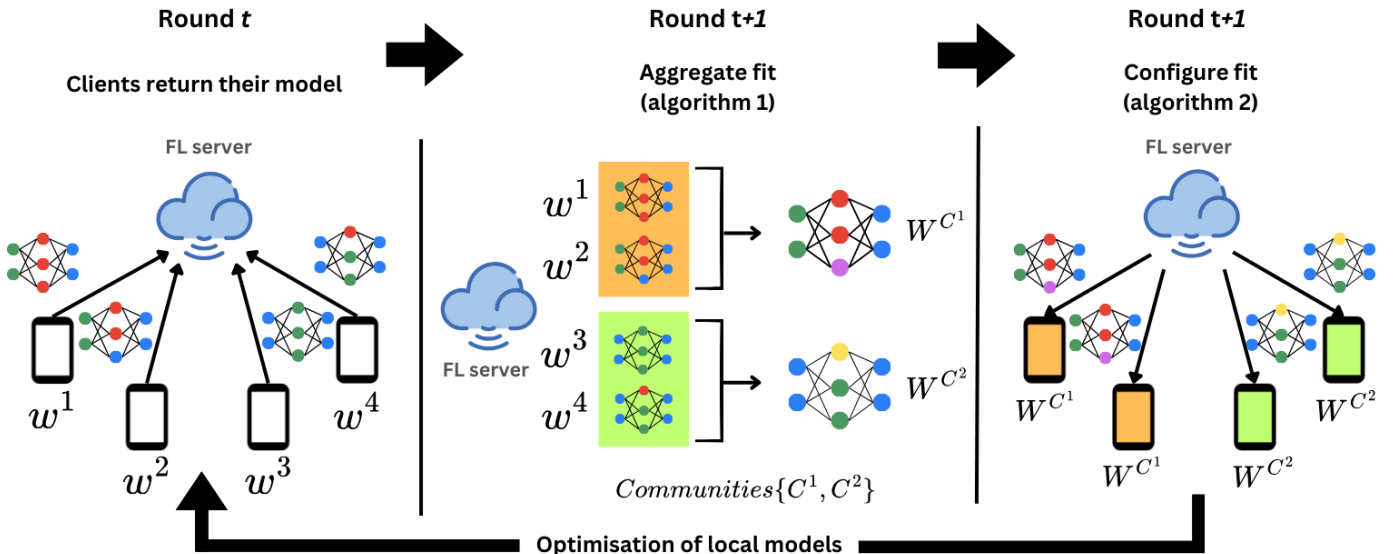 Round t
Clients return their model
FL server
w^1
w^2
w^3
w^4
Round t+1
Aggregate fit
(algorithm 1)
FL server
w^1
w^2
W^{C^1}
w^3
w^4
W^{C^2}
Communities{C^1, C^2}
Round t+1
Configure fit
(algorithm 2)
FL server
W^{C^1}
W^{C^1}
W^{C^2}
W^{C^2}
Optimisation of local models